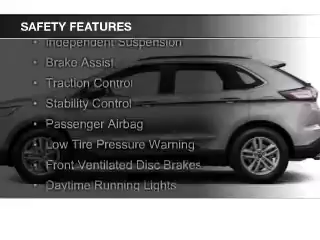 SAFETY FEATURES
• Independent Suspension
• Brake Assist
• Traction Control
• Stability Control
• Passenger Airbag
• Low Tire Pressure Warning
• Front Ventilated Disc Brakes
• Daytime Running Lights